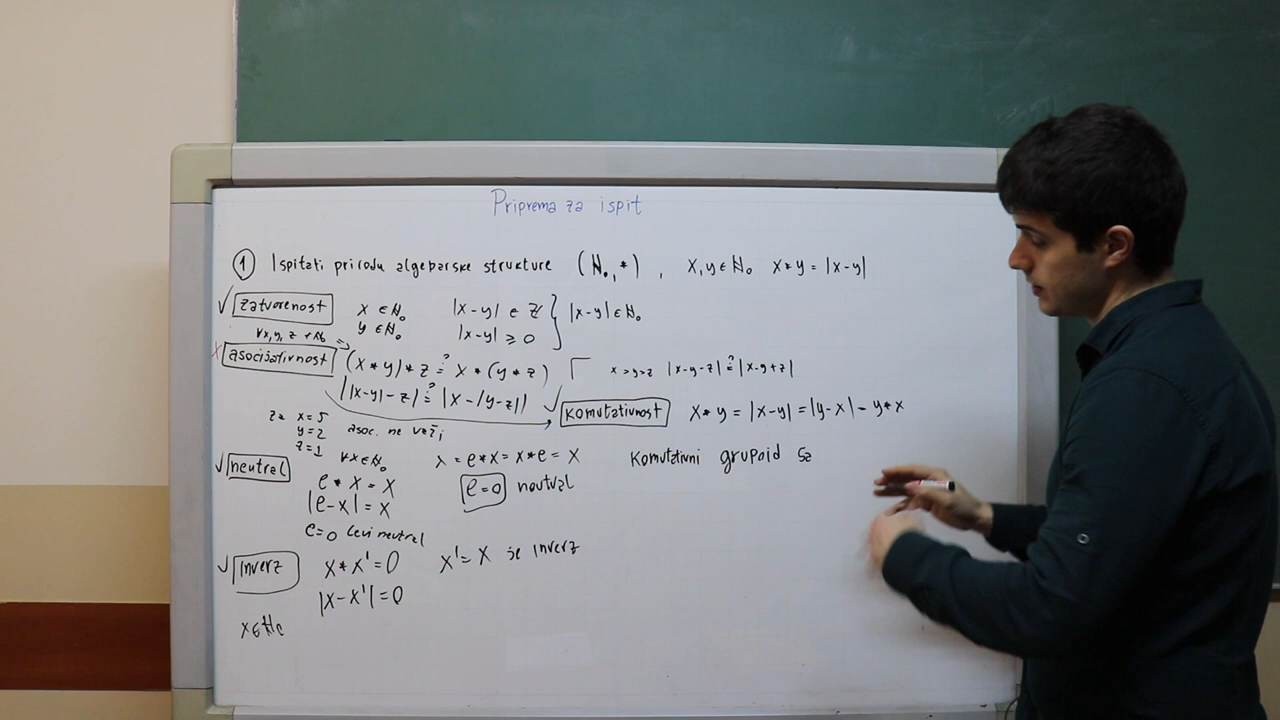 Priprema za ispit
① Ispitati prirodu algebarske strukture (ℕ₀, *), x,y ∈ ℕ₀ x*y = |x-y|
✓ zatvorenost x ∈ ℕ₀ |x-y| ∈ ℤ } |x-y| ∈ ℕ₀
y ∈ ℕ₀ |x-y| ≥ 0
∀x,y,z ∈ ℕ₀
x asocijativnost (x*y)*z ?= x*(y*z) x>y>z |x-y-z| ?= |x-y+z|
||x-y|-z| ?= |x-|y-z|| ✓ komutativnost x*y = |x-y| = |y-x| = y*x
za x=5
y=2 asoc. ne važi
z=1
✓ neutral ∀x∈ℕ₀ x = e*x = x*e = x komutativni grupoid sa
e*x = x e=0 neutral
|e-x| = x
e=0 levi neutral
✓ inverz x*x' = 0 x' = x je inverz
|x-x'| = 0
x∈ℕ₀